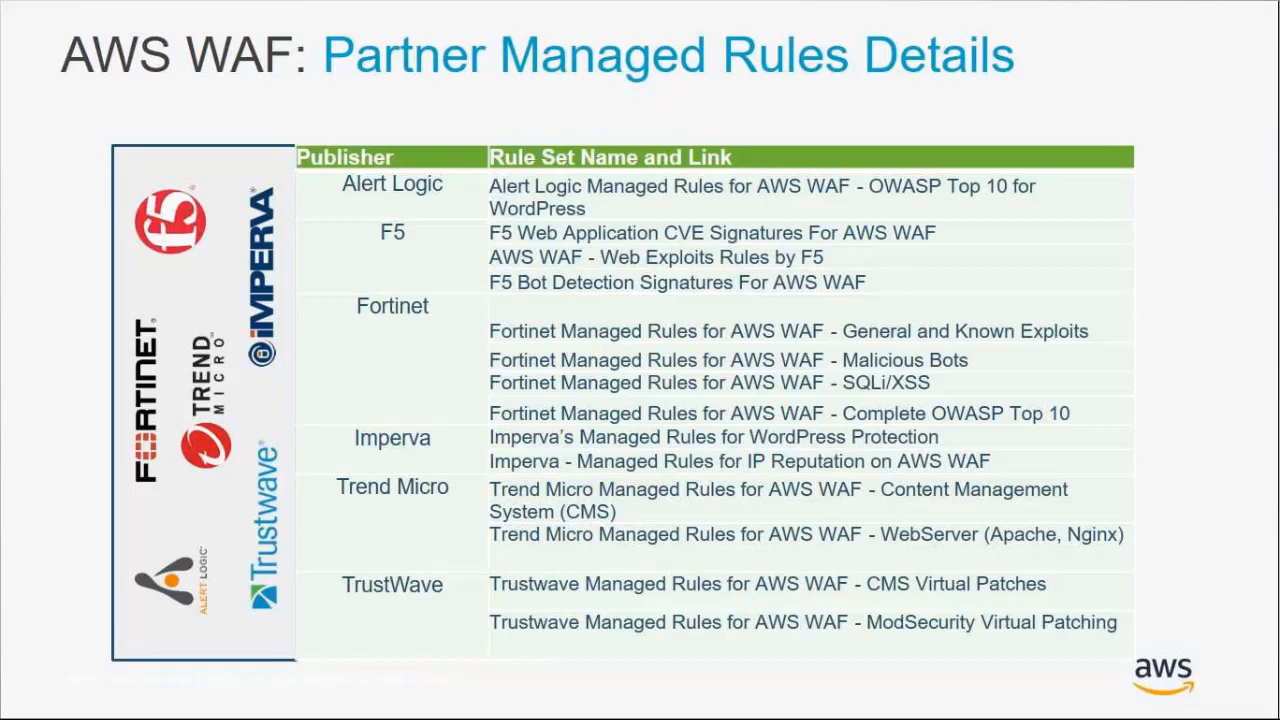 AWS WAF: Partner Managed Rules Details
Publisher
Rule Set Name and Link
Alert Logic
Alert Logic Managed Rules for AWS WAF - OWASP Top 10 for
WordPress
F5
F5 Web Application CVE Signatures For AWS WAF
AWS WAF - Web Exploits Rules by F5
F5 Bot Detection Signatures For AWS WAF
Fortinet
Fortinet Managed Rules for AWS WAF - General and Known Exploits
Fortinet Managed Rules for AWS WAF - Malicious Bots
Fortinet Managed Rules for AWS WAF - SQLi/XSS
Fortinet Managed Rules for AWS WAF - Complete OWASP Top 10
Imperva
Imperva’s Managed Rules for WordPress Protection
Imperva - Managed Rules for IP Reputation on AWS WAF
Trend Micro
Trend Micro Managed Rules for AWS WAF - Content Management
System (CMS)
Trend Micro Managed Rules for AWS WAF - WebServer (Apache, Nginx)
TrustWave
Trustwave Managed Rules for AWS WAF - CMS Virtual Patches
Trustwave Managed Rules for AWS WAF - ModSecurity Virtual Patching
f5
IMPERVA
FORTINET
TREND
MICRO
Trustwave
ALERT LOGIC
aws